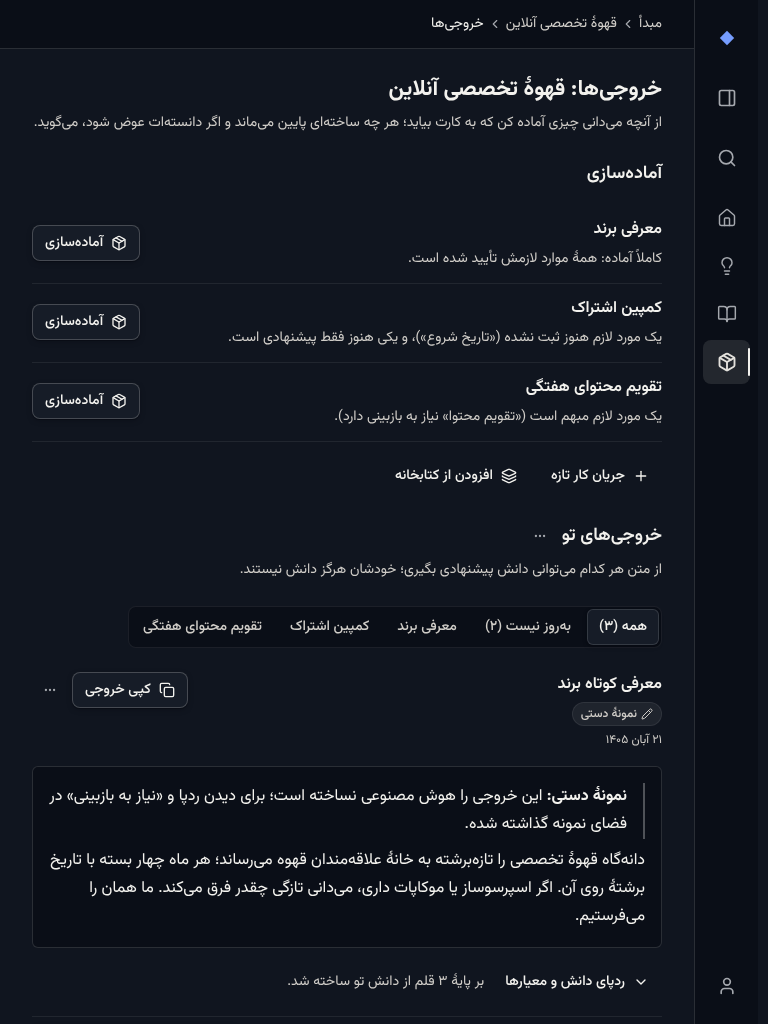 مبدأ › قهوهٔ تخصصی آنلاین › خروجی‌ها
خروجی‌ها: قهوهٔ تخصصی آنلاین
از آنچه می‌دانی چیزی آماده کن که به کارت بیاید؛ هر چه ساخته‌ای پایین می‌ماند و اگر دانسته‌ات عوض شود، می‌گوید.
آماده‌سازی
معرفی برند
کاملاً آماده: همهٔ موارد لازمش تأیید شده است.
آماده‌سازی
کمپین اشتراک
یک مورد لازم هنوز ثبت نشده («تاریخ شروع»)، و یکی هنوز فقط پیشنهادی است.
آماده‌سازی
تقویم محتوای هفتگی
یک مورد لازم مبهم است («تقویم محتوا» نیاز به بازبینی دارد).
آماده‌سازی
جریان کار تازه
افزودن از کتابخانه
خروجی‌های تو
از متن هر کدام می‌توانی دانش پیشنهادی بگیری؛ خودشان هرگز دانش نیستند.
همه (۳) به‌روز نیست (۲) معرفی برند کمپین اشتراک تقویم محتوای هفتگی
معرفی کوتاه برند
کپی خروجی
نمونهٔ دستی
۲۱ آبان ۱۴۰۵
نمونهٔ دستی: این خروجی را هوش مصنوعی نساخته است؛ برای دیدن ردپا و «نیاز به بازبینی» در
فضای نمونه گذاشته شده.
دانه‌گاه قهوهٔ تخصصی را تازه‌برشته به خانهٔ علاقه‌مندان قهوه می‌رساند؛ هر ماه چهار بسته با تاریخ
برشتهٔ روی آن. اگر اسپرسوساز یا موکاپات داری، می‌دانی تازگی چقدر فرق می‌کند. ما همان را
می‌فرستیم.
ردپای دانش و معیارها
بر پایهٔ ۳ قلم از دانش تو ساخته شد.